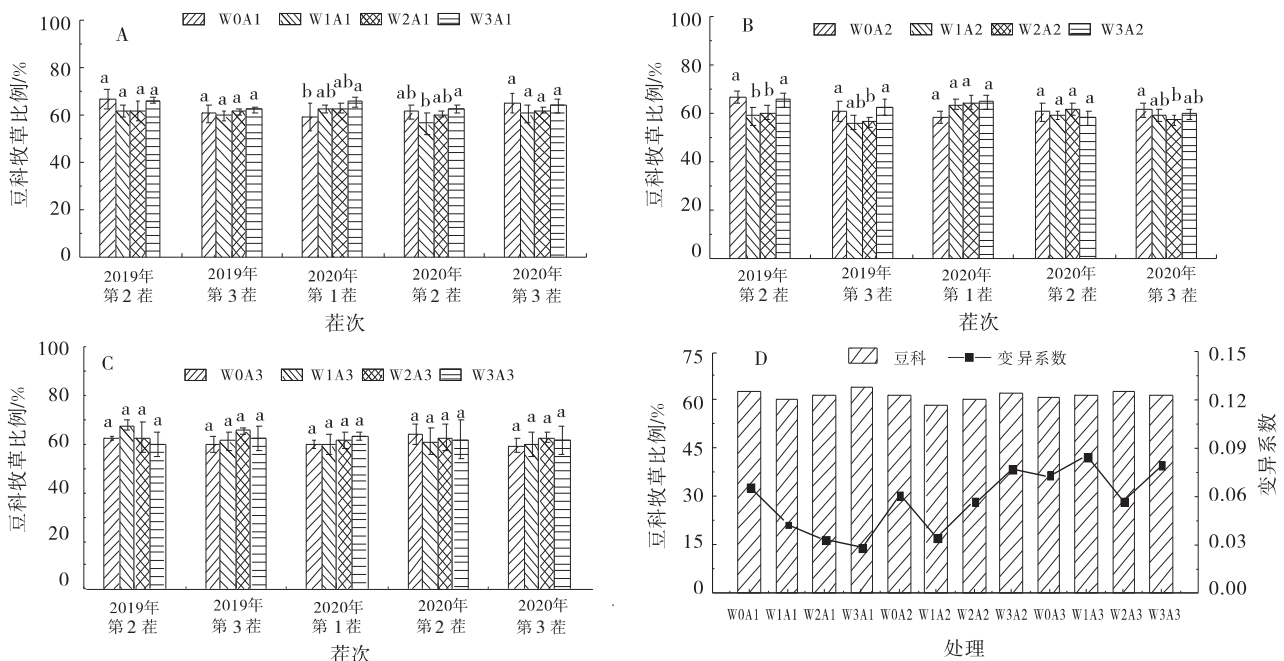 A
W0A1 W1A1 W2A1 W3A1
豆科牧草比例/%
100
80
60
40
20
0
a a a a
a a a a
b ab ab a
ab b ab a
a a a a
2019年 2019年 2020年 2020年 2020年
第2茬 第3茬 第1茬 第2茬 第3茬
茬次
B
W0A2 W1A2 W2A2 W3A2
豆科牧草比例/%
100
80
60
40
20
0
a b b a
a ab b a
a a a a
a a a a
a ab b ab
2019年 2019年 2020年 2020年 2020年
第2茬 第3茬 第1茬 第2茬 第3茬
茬次
C
W0A3 W1A3 W2A3 W3A3
豆科牧草比例/%
100
80
60
40
20
0
a a a a
a a a a
a a a a
a a a a
a a a a
2019年 2019年 2020年 2020年 2020年
第2茬 第3茬 第1茬 第2茬 第3茬
茬次
D
豆科 变异系数
豆科牧草比例/%
75
60
45
30
15
0
0.15
0.12
0.09
0.06
0.03
0.00
变异系数
W0A1 W1A1 W2A1 W3A1 W0A2 W1A2 W2A2 W3A2 W0A3 W1A3 W2A3 W3A3
处理